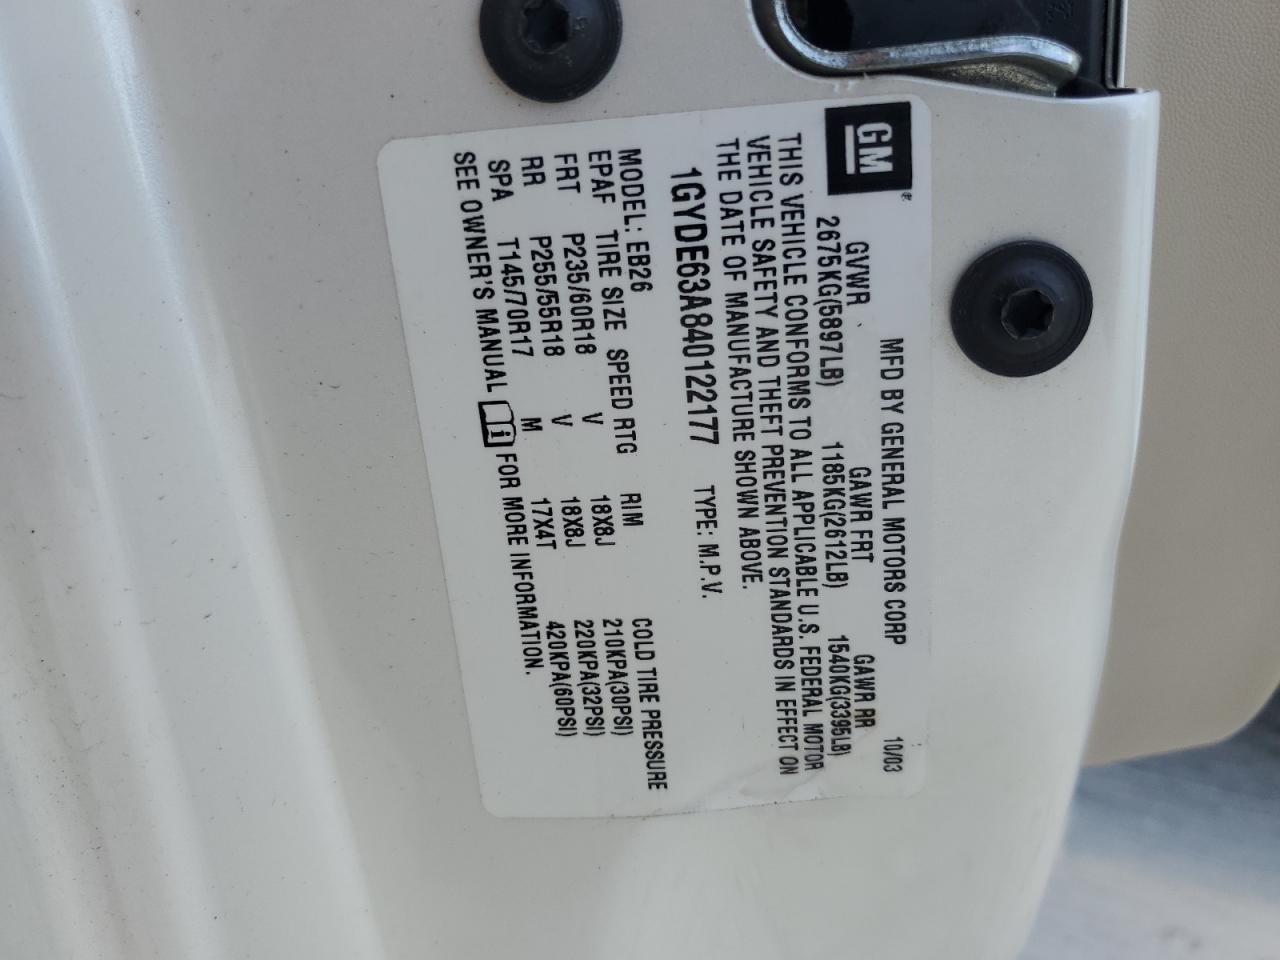 GM
MFD BY GENERAL MOTORS CORP 10/03
GVWR GAWR FRT GAWR RR
2675KG(5897LB) 1185KG(2612LB) 1540KG(3395LB)
THIS VEHICLE CONFORMS TO ALL APPLICABLE U.S. FEDERAL MOTOR
VEHICLE SAFETY AND THEFT PREVENTION STANDARDS IN EFFECT ON
THE DATE OF MANUFACTURE SHOWN ABOVE.
1GYDE63A840122177 TYPE: M.P.V.
MODEL: EB26
EPAF TIRE SIZE SPEED RTG RIM COLD TIRE PRESSURE
FRT P235/60R18 V 18X8J 210KPA(30PSI)
RR P255/55R18 V 18X8J 220KPA(32PSI)
SPA T145/70R17 M 17X4T 420KPA(60PSI)
SEE OWNER'S MANUAL i FOR MORE INFORMATION.